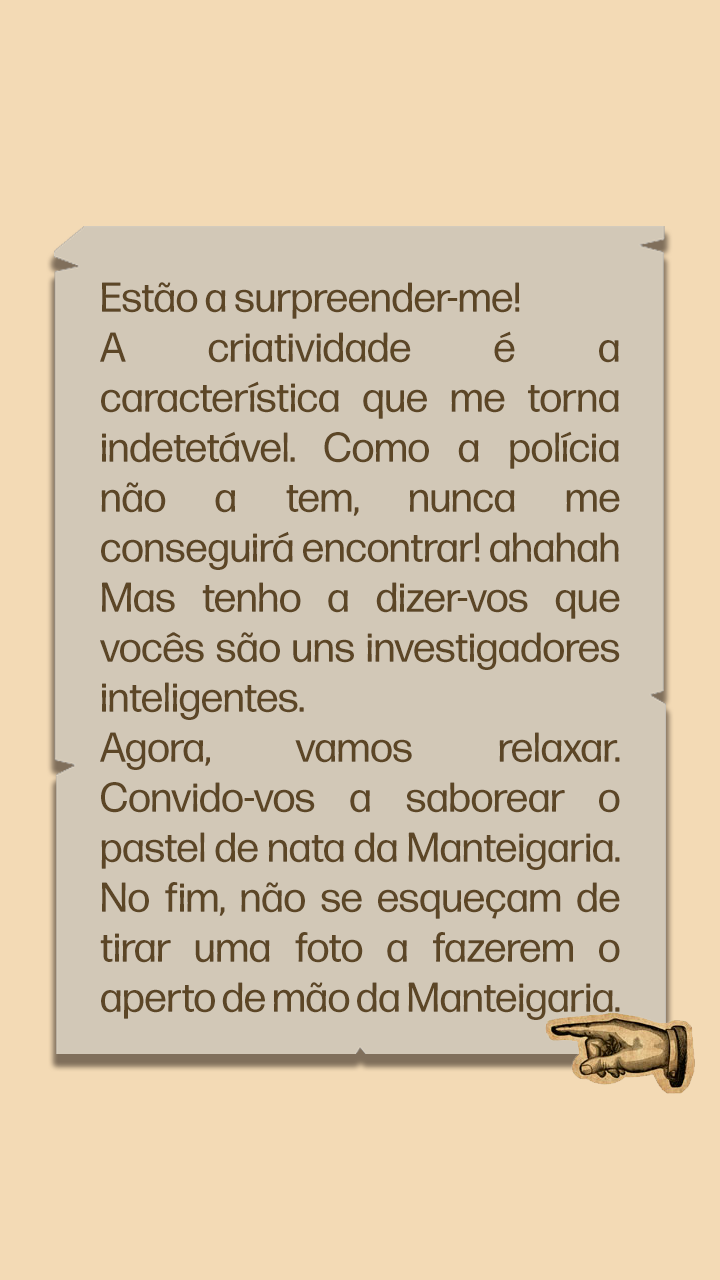 Estão a surpreender-me!
A criatividade é a
característica que me torna
indetetável. Como a polícia
não a tem, nunca me
conseguirá encontrar! ahahah
Mas tenho a dizer-vos que
vocês são uns investigadores
inteligentes.
Agora, vamos relaxar.
Convido-vos a saborear o
pastel de nata da Manteigaria.
No fim, não se esqueçam de
tirar uma foto a fazerem o
aperto de mão da Manteigaria.